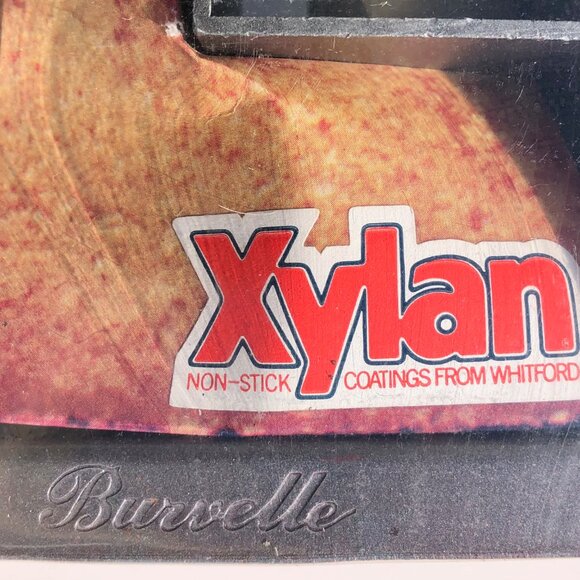 Xylan
NON-STICK COATINGS FROM WHITFORD
Burvelle